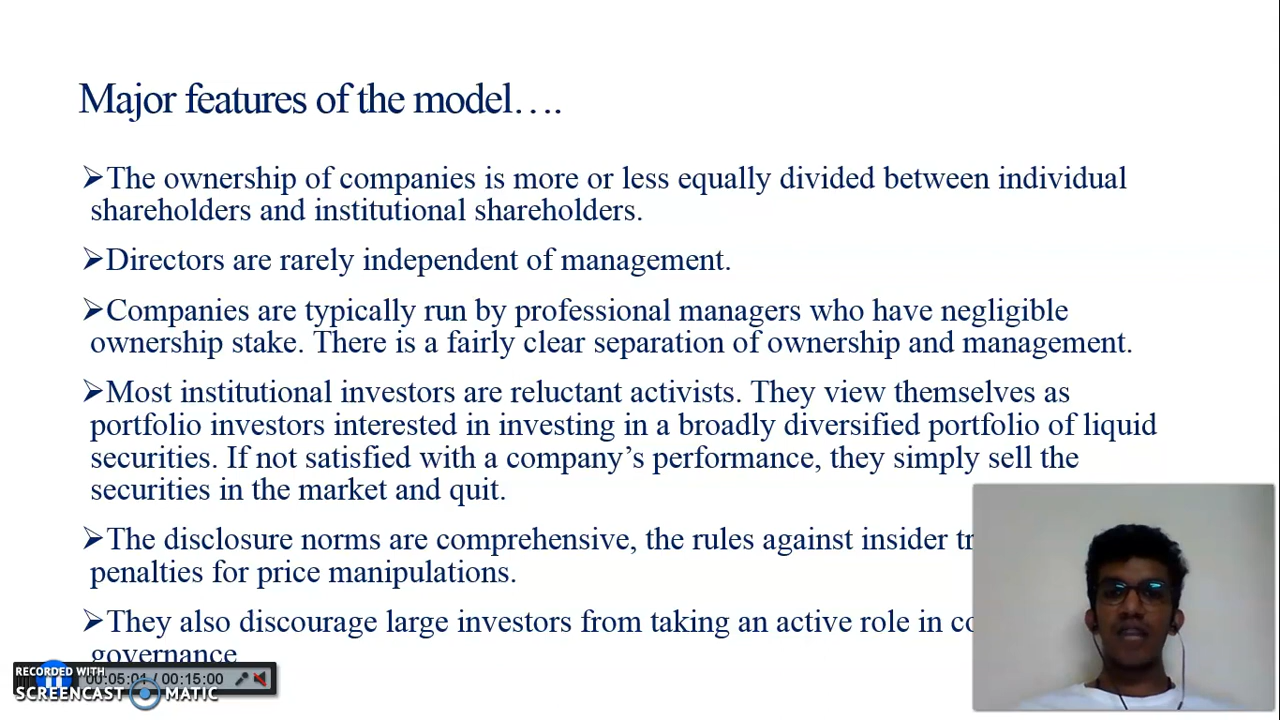 Major features of the model….
➢The ownership of companies is more or less equally divided between individual
shareholders and institutional shareholders.
➢Directors are rarely independent of management.
➢Companies are typically run by professional managers who have negligible
ownership stake. There is a fairly clear separation of ownership and management.
➢Most institutional investors are reluctant activists. They view themselves as
portfolio investors interested in investing in a broadly diversified portfolio of liquid
securities. If not satisfied with a company’s performance, they simply sell the
securities in the market and quit.
➢The disclosure norms are comprehensive, the rules against insider
penalties for price manipulations.
➢They also discourage large investors from taking an active role in
governance
RECORDED WITH
00:05:01 / 00:15:00
SCREENCAST MATIC